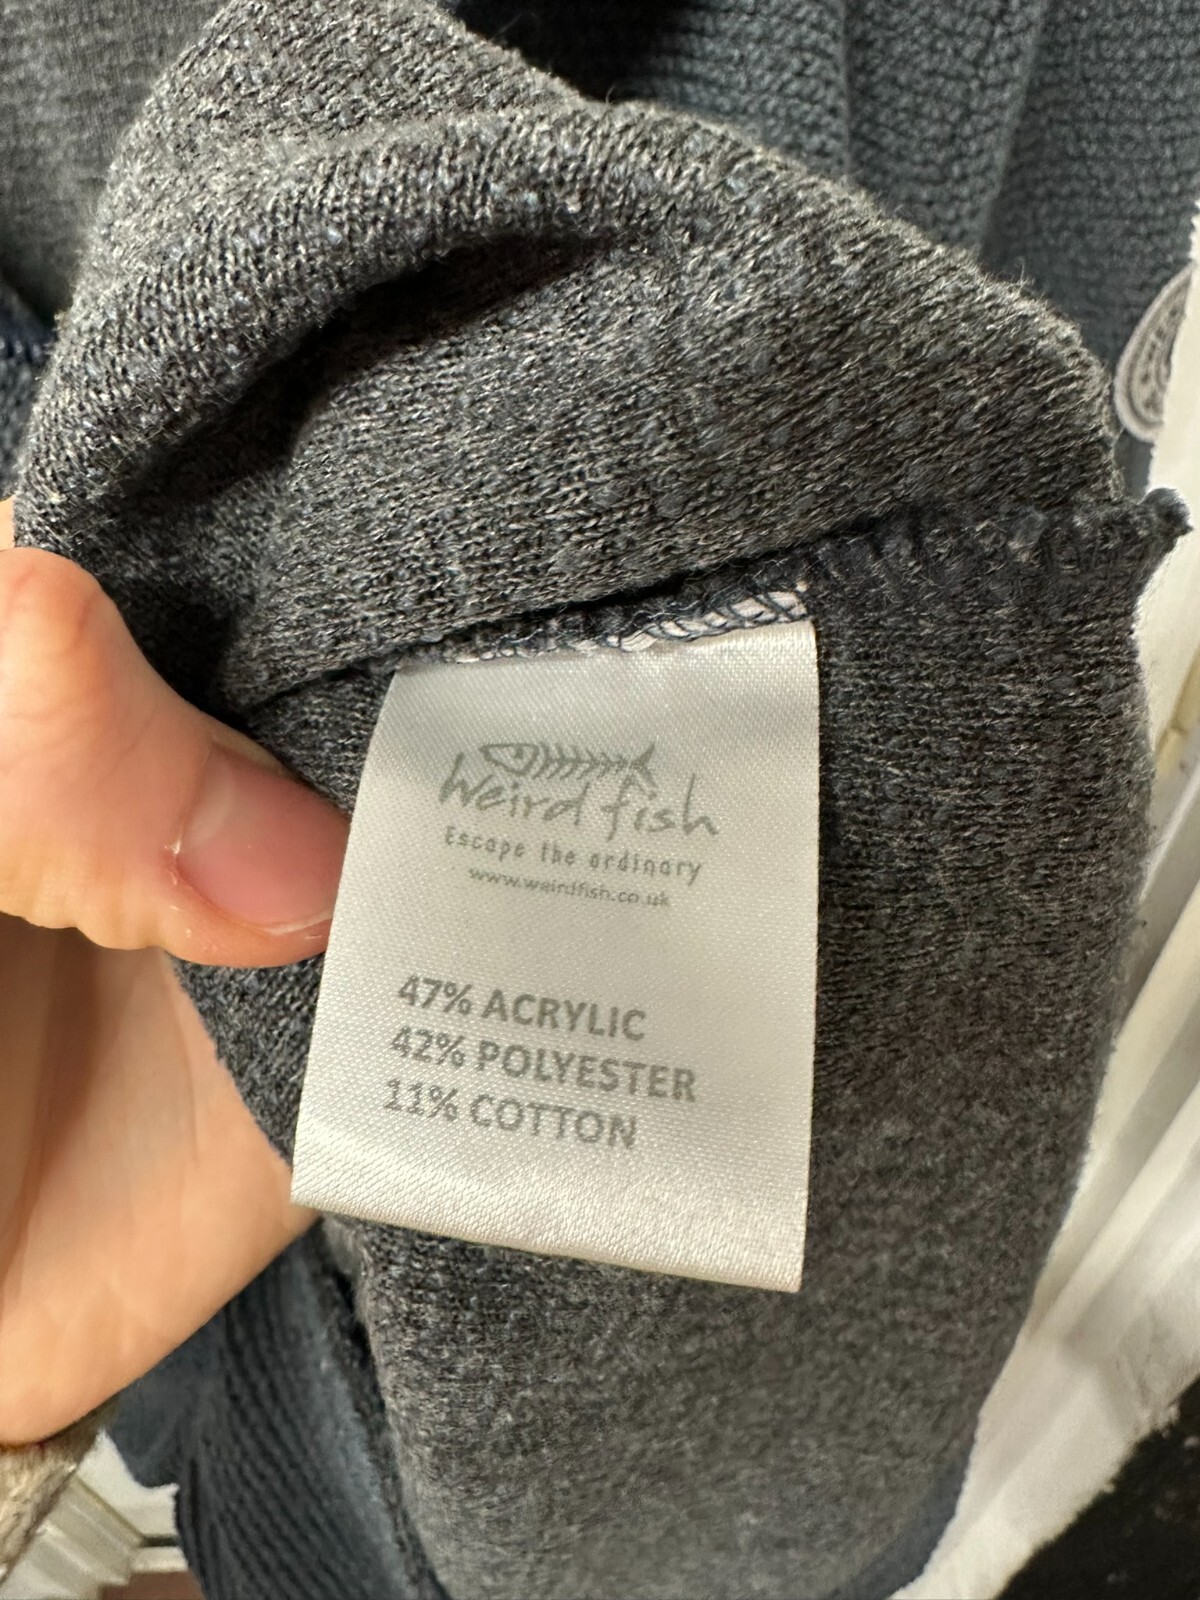 Weird fish
Escape the ordinary
www.weirdfish.co.uk
47% ACRYLIC
42% POLYESTER
11% COTTON